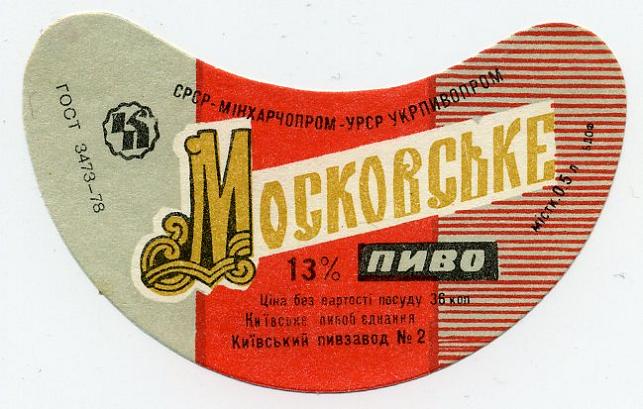 ГОСТ 3473-78
СРСР-МІНХАРЧОПРОМ-УРСР УКРПИВОПРОМ
МОСКОВСЬКЕ
13% ПИВО
містк. 0,5 л
Ціна без вартості посуду 36 коп
Київське пивоб єднання
Київський пивзавод № 2